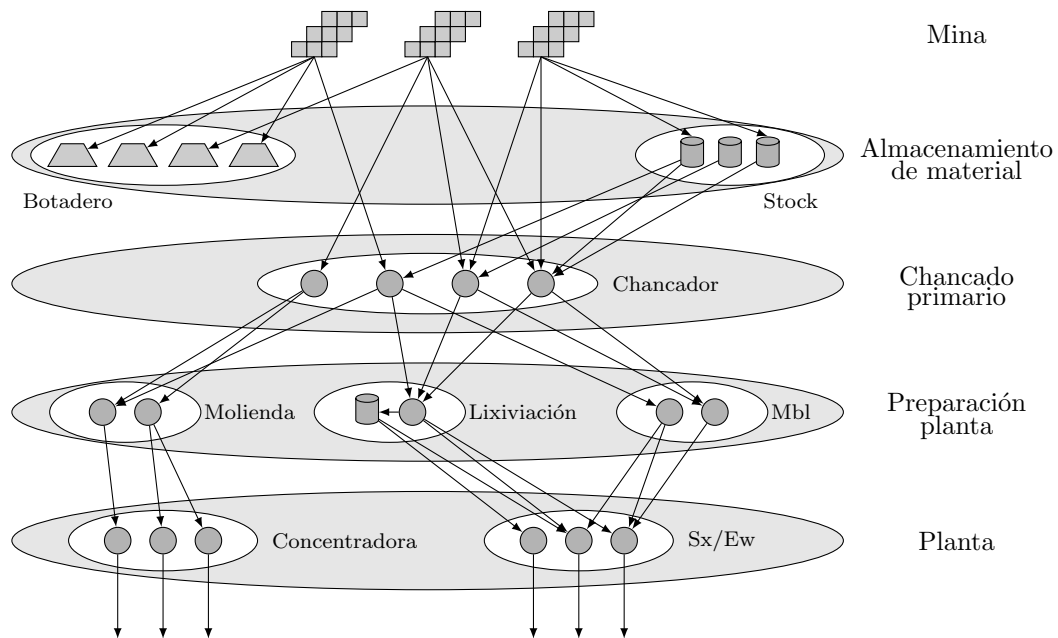 Mina
Almacenamiento
de material
Botadero
Stock
Chancador
Chancado
primario
Molienda
Lixiviación
Mbl
Preparación
planta
Concentradora
Sx/Ew
Planta